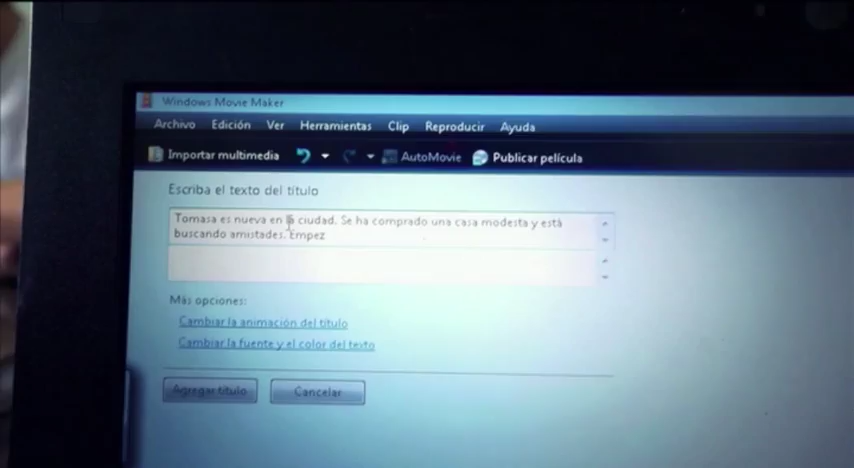 Windows Movie Maker
Archivo Edición Ver Herramientas Clip Reproducir Ayuda
Importar multimedia AutoMovie Publicar película
Escriba el texto del título
Tomasa es nueva en la ciudad. Se ha comprado una casa modesta y está
buscando amistades. Empez
Más opciones:
Cambiar la animación del título
Cambiar la fuente y el color del texto
Agregar título Cancelar